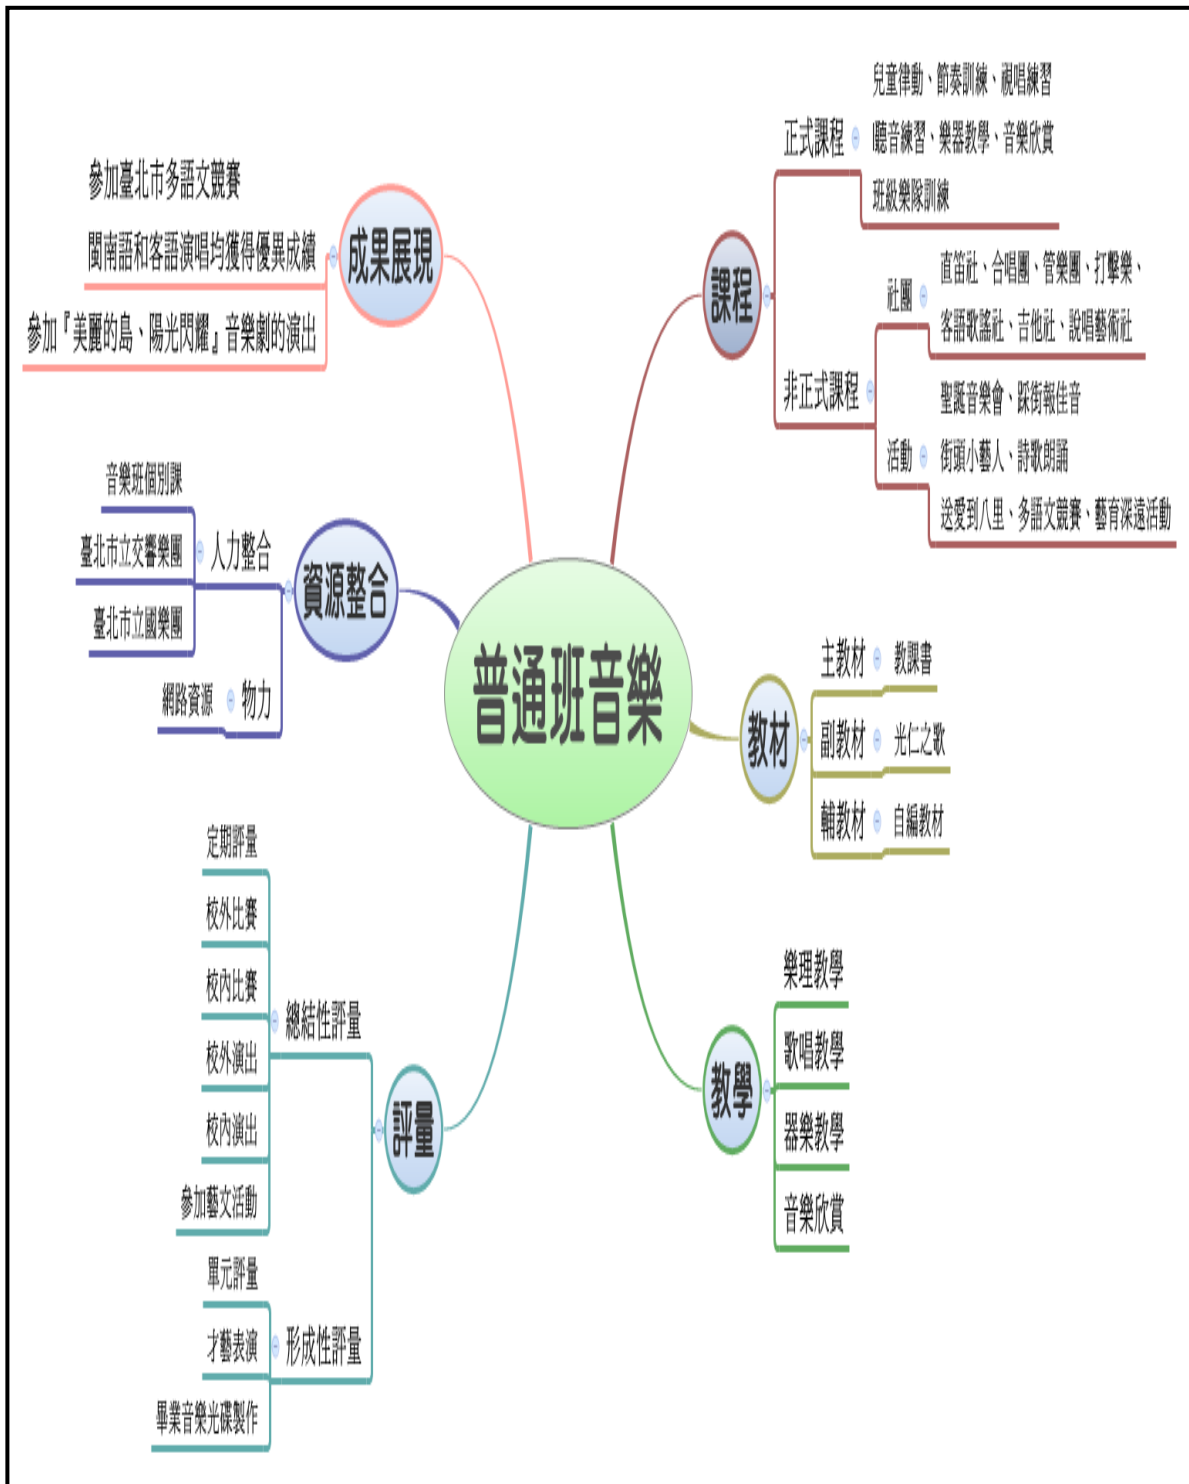 普通班音樂
課程
正式課程
兒童律動、節奏訓練、視唱練習
聽音練習、樂器教學、音樂欣賞
班級樂隊訓練
非正式課程
社團
直笛社、合唱團、管樂團、打擊樂、
客語歌謠社、吉他社、說唱藝術社
活動
聖誕音樂會、踩街報佳音
街頭小藝人、詩歌朗誦
送愛到八里、多語文競賽、藝育深遠活動
教材
主教材
教課書
副教材
光仁之歌
輔教材
自編教材
教學
樂理教學
歌唱教學
器樂教學
音樂欣賞
成果展現
參加臺北市多語文競賽
閩南語和客語演唱均獲得優異成績
參加『美麗的島、陽光閃耀』音樂劇的演出
資源整合
人力整合
音樂班個別課
臺北市立交響樂團
臺北市立國樂團
物力
網路資源
評量
總結性評量
定期評量
校外比賽
校內比賽
校外演出
校內演出
參加藝文活動
形成性評量
單元評量
才藝表演
畢業音樂光碟製作